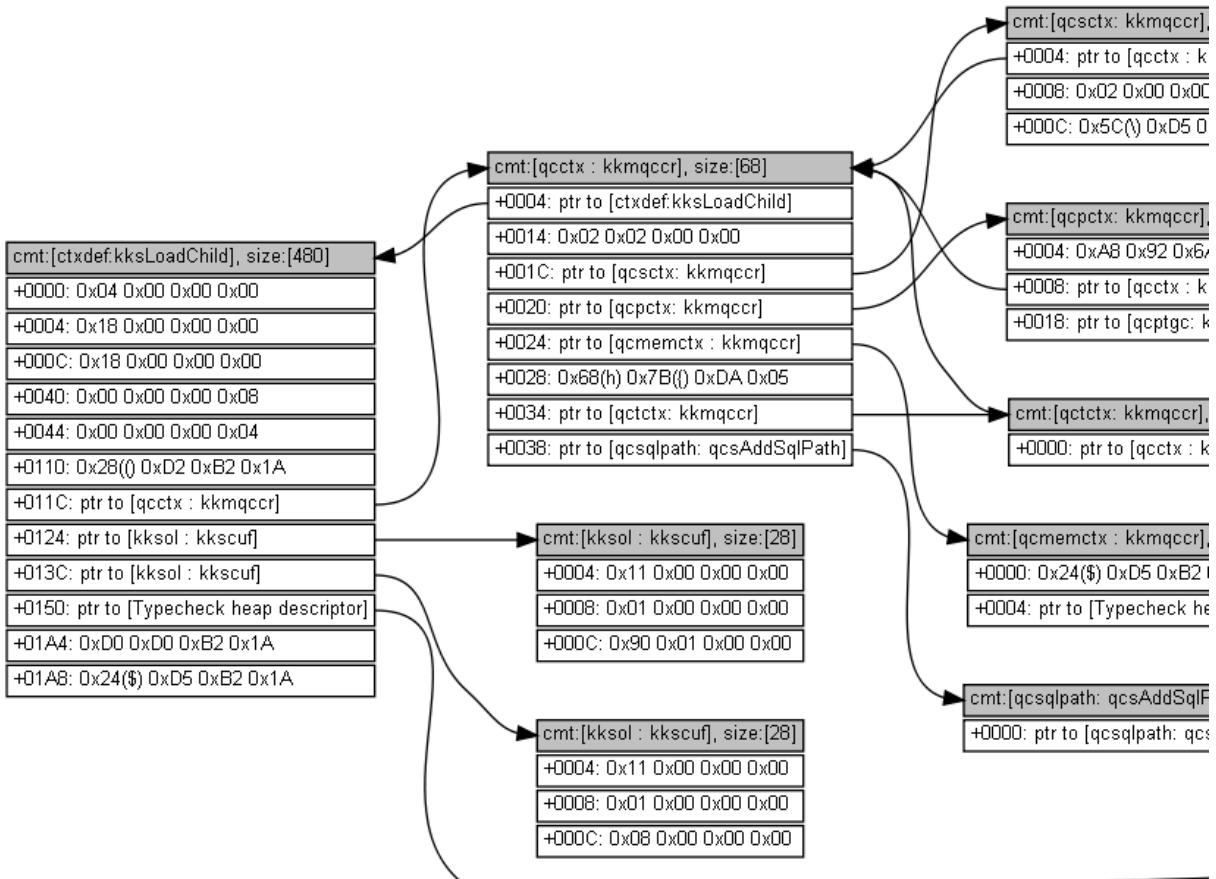 cmt:[ctxdef:kksLoadChild], size:[480]
+0000: 0x04 0x00 0x00 0x00
+0004: 0x18 0x00 0x00 0x00
+000C: 0x18 0x00 0x00 0x00
+0040: 0x00 0x00 0x00 0x08
+0044: 0x00 0x00 0x00 0x04
+0110: 0x28(() 0xD2 0xB2 0x1A
+011C: ptr to [qcctx : kkmqccr]
+0124: ptr to [kksol : kkscuf]
+013C: ptr to [kksol : kkscuf]
+0150: ptr to [Typecheck heap descriptor]
+01A4: 0xD0 0xD0 0xB2 0x1A
+01A8: 0x24($) 0xD5 0xB2 0x1A
cmt:[qcctx : kkmqccr], size:[68]
+0004: ptr to [ctxdef:kksLoadChild]
+0014: 0x02 0x02 0x00 0x00
+001C: ptr to [qcsctx: kkmqccr]
+0020: ptr to [qcpctx: kkmqccr]
+0024: ptr to [qcmemctx : kkmqccr]
+0028: 0x68(h) 0x7B({) 0xDA 0x05
+0034: ptr to [qctctx: kkmqccr]
+0038: ptr to [qcsqlpath: qcsAddSqlPath]
cmt:[kksol : kkscuf], size:[28]
+0004: 0x11 0x00 0x00 0x00
+0008: 0x01 0x00 0x00 0x00
+000C: 0x90 0x01 0x00 0x00
cmt:[kksol : kkscuf], size:[28]
+0004: 0x11 0x00 0x00 0x00
+0008: 0x01 0x00 0x00 0x00
+000C: 0x08 0x00 0x00 0x00
cmt:[qcsctx: kkmqccr],
+0004: ptr to [qcctx : k
+0008: 0x02 0x00 0x00
+000C: 0x5C(\) 0xD5 0
cmt:[qcpctx: kkmqccr],
+0004: 0xA8 0x92 0x6A
+0008: ptr to [qcctx : k
+0018: ptr to [qcptgc: k
cmt:[qctctx: kkmqccr],
+0000: ptr to [qcctx : k
cmt:[qcmemctx : kkmqccr],
+0000: 0x24($) 0xD5 0xB2
+0004: ptr to [Typecheck he
cmt:[qcsqlpath: qcsAddSqlP
+0000: ptr to [qcsqlpath: qcs